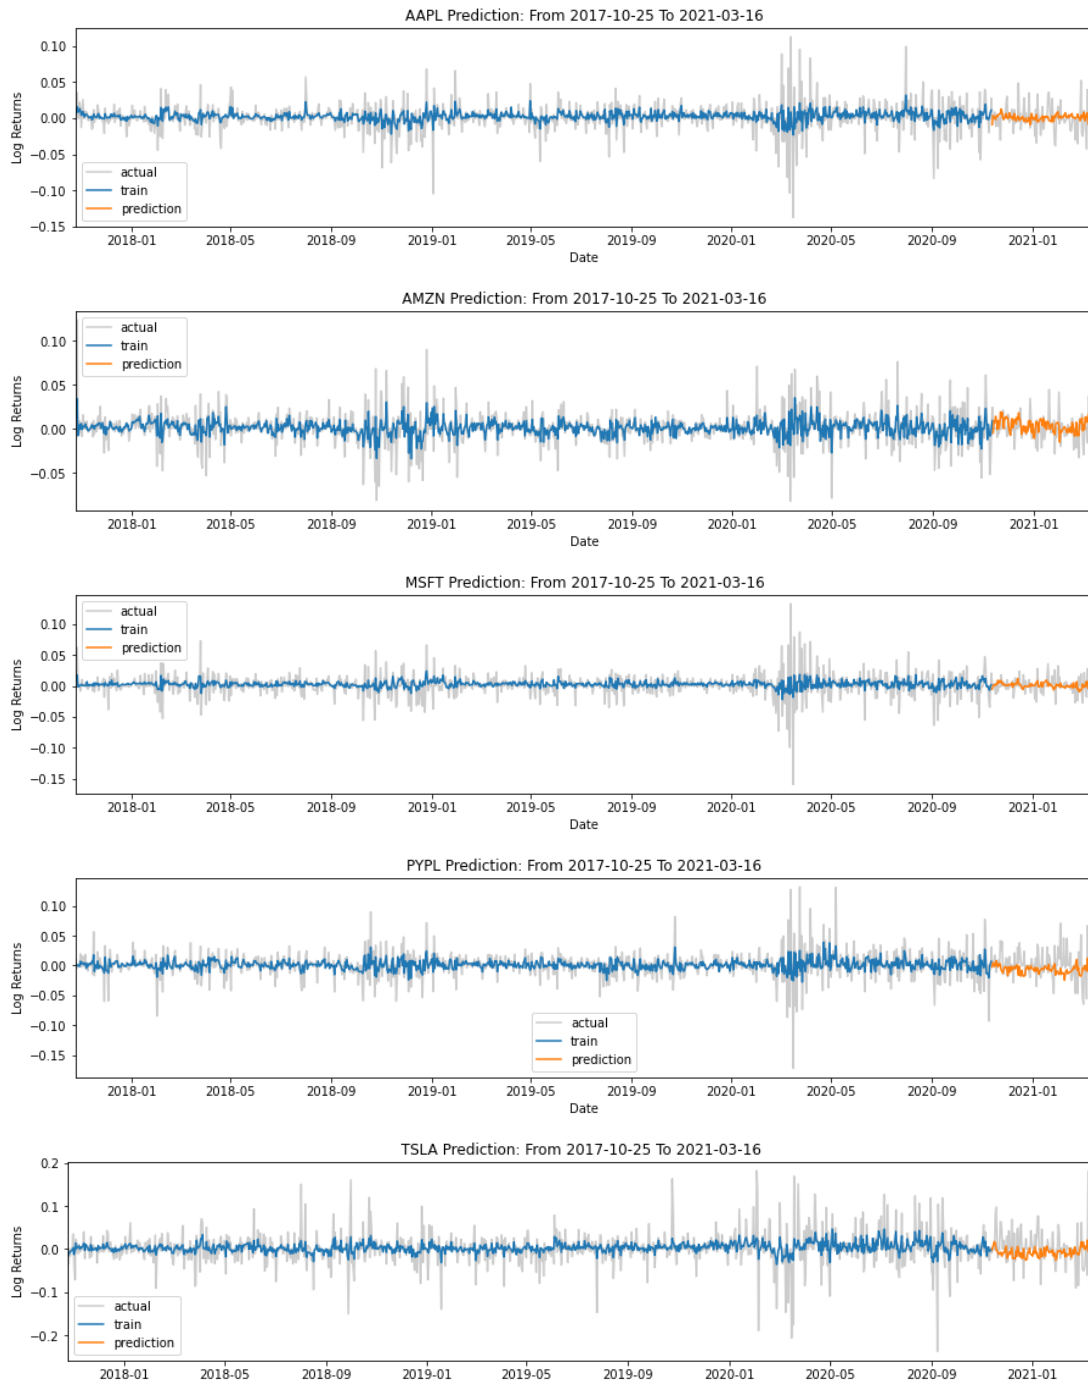 AAPL Prediction: From 2017-10-25 To 2021-03-16
0.10
0.05
0.00
−0.05
−0.10
−0.15
Log Returns
actual
train
prediction
2018-01 2018-05 2018-09 2019-01 2019-05 2019-09 2020-01 2020-05 2020-09 2021-01
Date
AMZN Prediction: From 2017-10-25 To 2021-03-16
0.10
0.05
0.00
−0.05
Log Returns
actual
train
prediction
2018-01 2018-05 2018-09 2019-01 2019-05 2019-09 2020-01 2020-05 2020-09 2021-01
Date
MSFT Prediction: From 2017-10-25 To 2021-03-16
0.10
0.05
0.00
−0.05
−0.10
−0.15
Log Returns
actual
train
prediction
2018-01 2018-05 2018-09 2019-01 2019-05 2019-09 2020-01 2020-05 2020-09 2021-01
Date
PYPL Prediction: From 2017-10-25 To 2021-03-16
0.10
0.05
0.00
−0.05
−0.10
−0.15
Log Returns
actual
train
prediction
2018-01 2018-05 2018-09 2019-01 2019-05 2019-09 2020-01 2020-05 2020-09 2021-01
Date
TSLA Prediction: From 2017-10-25 To 2021-03-16
0.2
0.1
0.0
−0.1
−0.2
Log Returns
actual
train
prediction
2018-01 2018-05 2018-09 2019-01 2019-05 2019-09 2020-01 2020-05 2020-09 2021-01